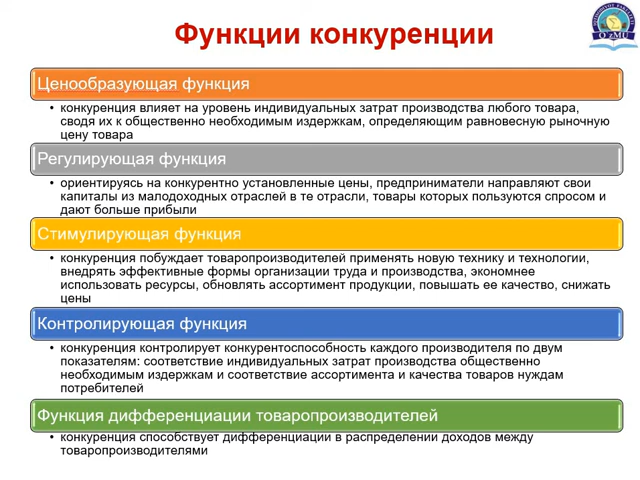 Функции конкуренции
O'zMU
Ценообразующая функция
• конкуренция влияет на уровень индивидуальных затрат производства любого товара,
сводя их к общественно необходимым издержкам, определяющим равновесную рыночную
цену товара
Регулирующая функция
• ориентируясь на конкурентно установленные цены, предприниматели направляют свои
капиталы из малодоходных отраслей в те отрасли, товары которых пользуются спросом и
дают больше прибыли
Стимулирующая функция
• конкуренция побуждает товаропроизводителей применять новую технику и технологии,
внедрять эффективные формы организации труда и производства, экономнее
использовать ресурсы, обновлять ассортимент продукции, повышать ее качество, снижать
цены
Контролирующая функция
• конкуренция контролирует конкурентоспособность каждого производителя по двум
показателям: соответствие индивидуальных затрат производства общественно
необходимым издержкам и соответствие ассортимента и качества товаров нуждам
потребителей
Функция дифференциации товаропроизводителей
• конкуренция способствует дифференциации в распределении доходов между
товаропроизводителями